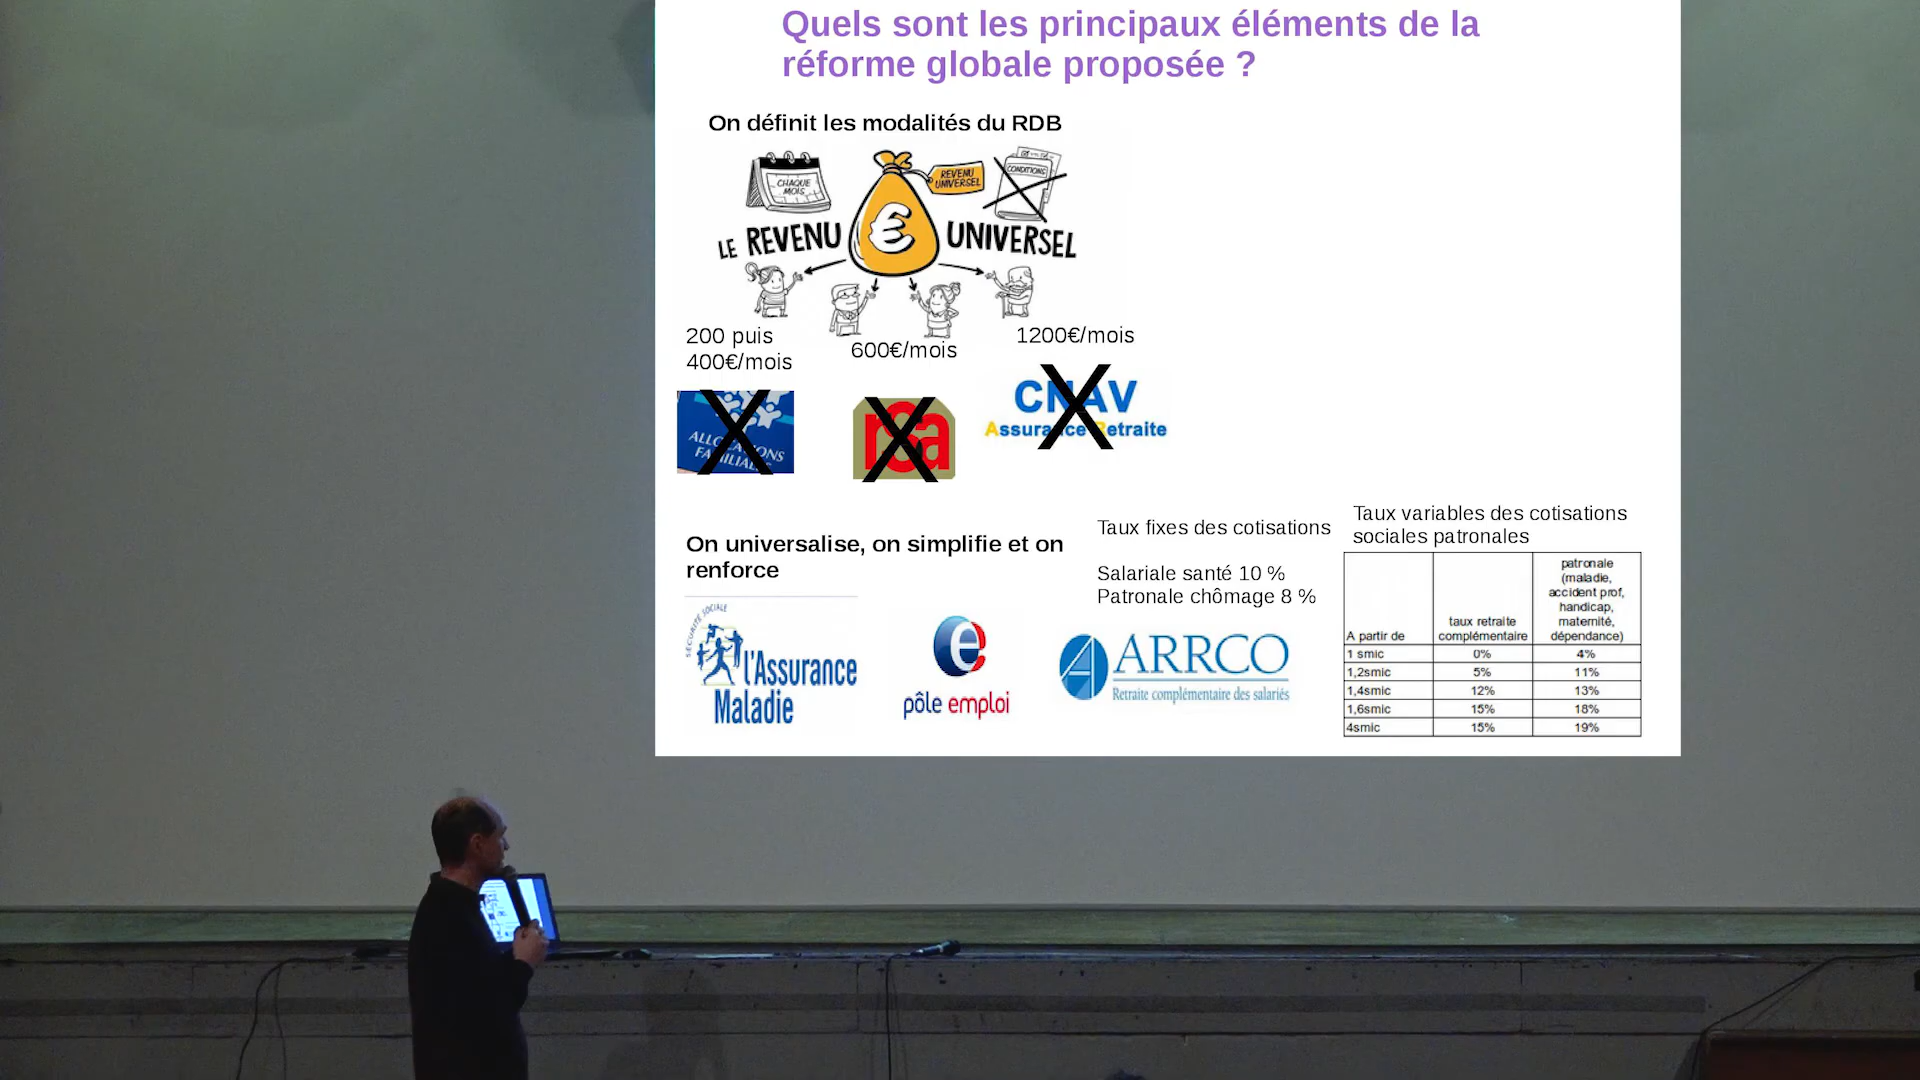 Quels sont les principaux éléments de la
réforme globale proposée ?
On définit les modalités du RDB
CHAQUE
MOIS
REVENU
UNIVERSEL
CONDITIONS
LE REVENU UNIVERSEL
€
200 puis
400€/mois
600€/mois
1200€/mois
ALLOCATIONS
FAMILIALES
rsa
CNAV
Assurance Retraite
On universalise, on simplifie et on
renforce
Taux fixes des cotisations
Salariale santé 10 %
Patronale chômage 8 %
SÉCURITÉ SOCIALE
l'Assurance
Maladie
pôle emploi
ARRCO
Retraite complémentaire des salariés
Taux variables des cotisations
sociales patronales
patronale
(maladie,
accident prof,
handicap,
taux retraite maternité,
A partir de complémentaire dépendance)
1 smic 0% 4%
1,2smic 5% 11%
1,4smic 12% 13%
1,6smic 15% 18%
4smic 15% 19%